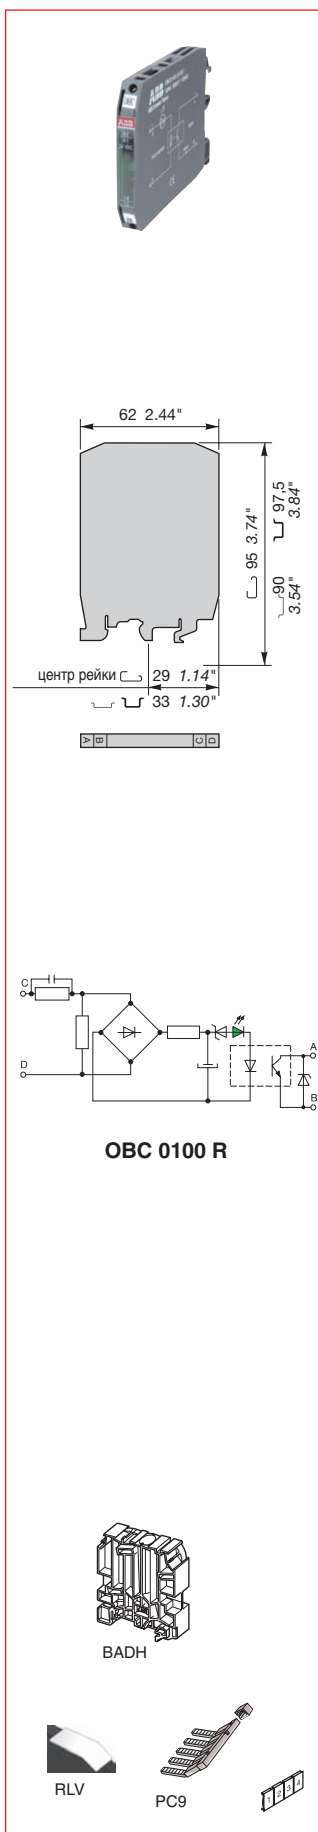 ABB
62 2.44"
95 3.74"
97,5
3.84"
90
3.54"
центр рейки 29 1.14"
33 1.30"
A B C D
C
D
A
B
OBC 0100 R
BADH
RLV
PC9
1 2 3 4